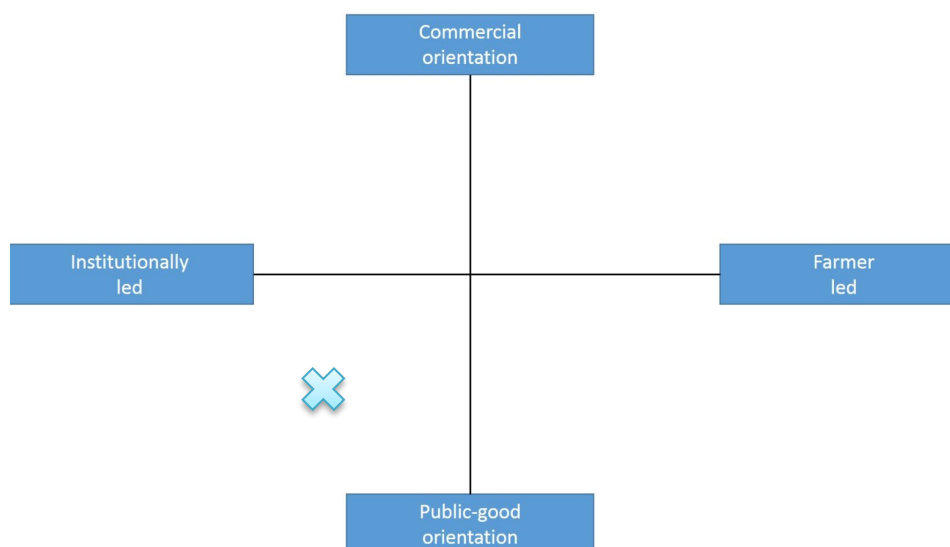 Commercial
orientation
Institutionally
led
Farmer
led
Public-good
orientation